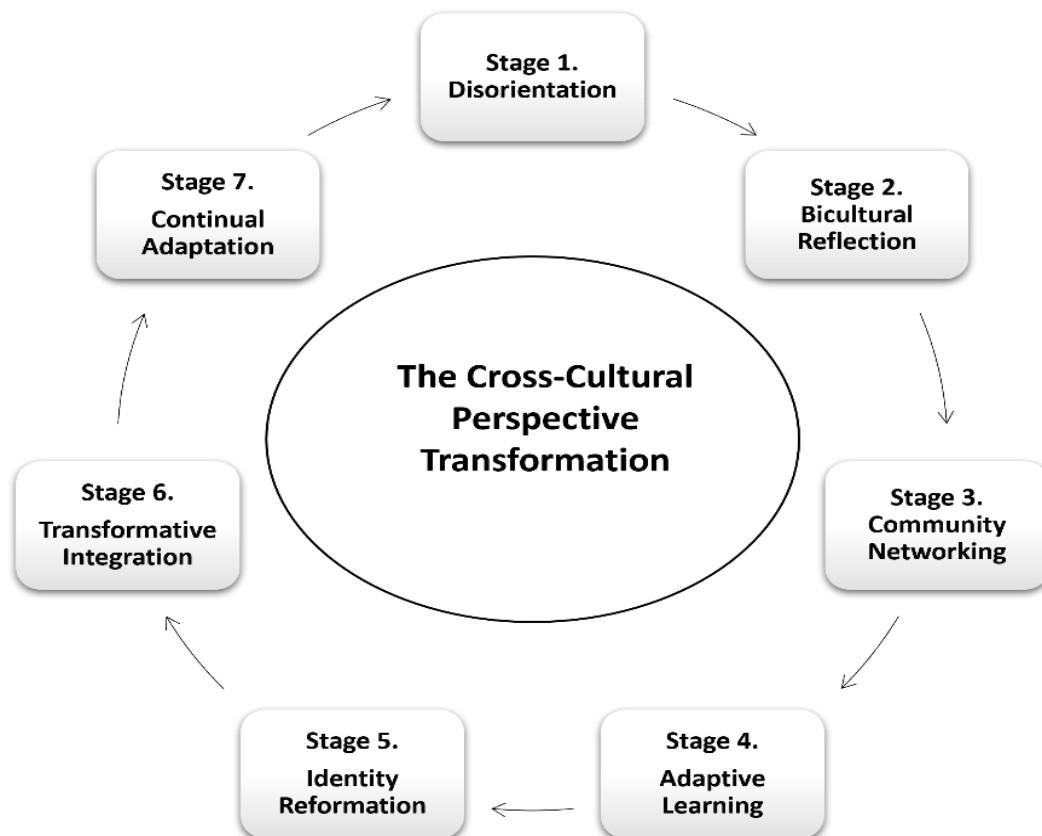 Stage 1.
Disorientation
Stage 2.
Bicultural
Reflection
Stage 3.
Community
Networking
Stage 4.
Adaptive
Learning
Stage 5.
Identity
Reformation
Stage 6.
Transformative
Integration
Stage 7.
Continual
Adaptation
The Cross-Cultural
Perspective
Transformation